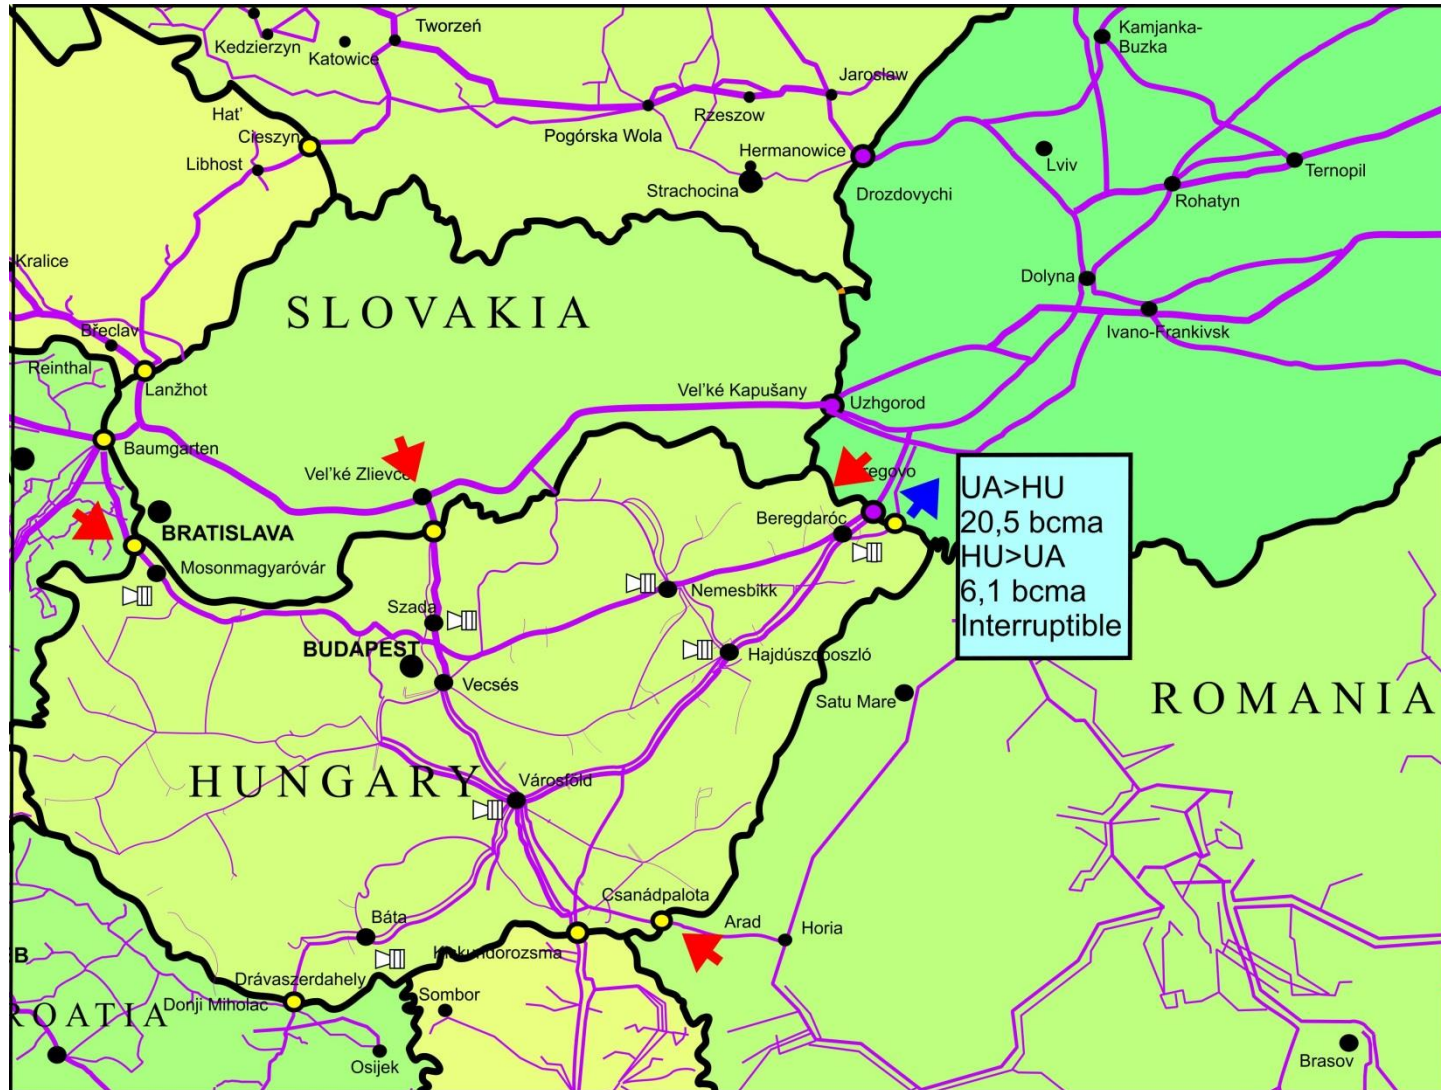 Kedzierzyn
Katowice
Tworzeń
Kamjanka-
Buzka
Jaroslaw
Hat'
Cieszyn
Libhost
Pogórska Wola
Rzeszow
Hermanowice
Strachocina
Drozdovychi
Lviv
Ternopil
Rohatyn
Kralice
SLOVAKIA
Dolyna
Ivano-Frankivsk
Břeclav
Reinthal
Lanžhot
Vel'ké Kapušany
Uzhgorod
Baumgarten
Vel'ké Zlievce
BRATISLAVA
Mosonmagyaróvár
Beregdaróc
UA>HU
20,5 bcma
HU>UA
6,1 bcma
Interruptible
Nemesbikk
Szada
BUDAPEST
Vecsés
Hajdúszoboszló
Satu Mare
ROMANIA
HUNGARY
Városföld
Csanádpalota
Báta
Arad
Horia
Kiskundorozsma
Drávaszerdahely
Donji Miholac
Sombor
ROATIA
Osijek
Brasov